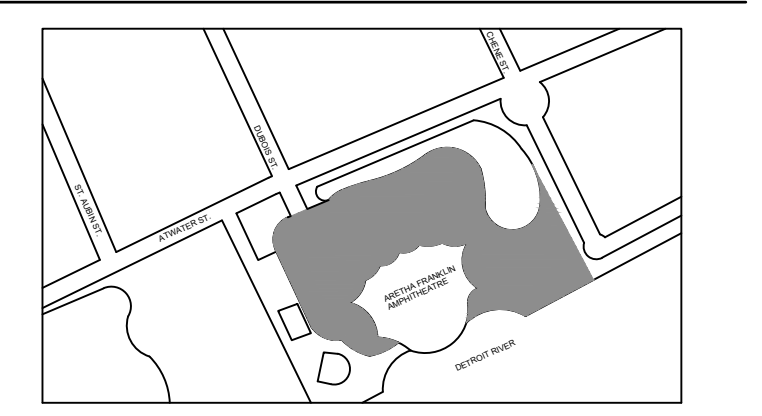 CHENE ST.
DUBOIS ST.
ST. AUBIN ST.
ATWATER ST.
ARETHA FRANKLIN
AMPHITHEATRE
DETROIT RIVER